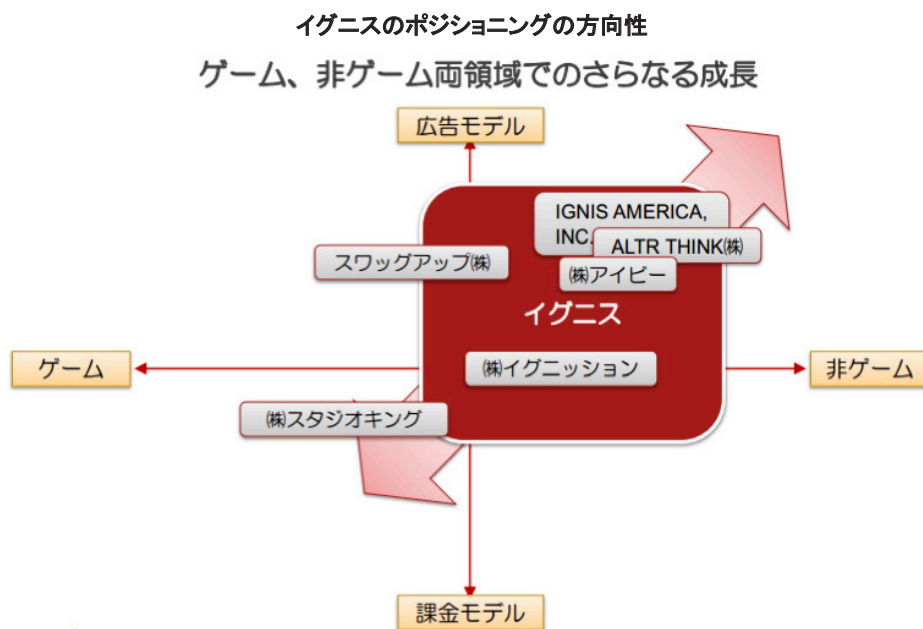 イグニスのポジショニングの方向性
ゲーム、非ゲーム両領域でのさらなる成長
広告モデル
IGNIS AMERICA,
INC.
ALTR THINK㈱
スワッグアップ㈱
㈱アイビー
イグニス
ゲーム
㈱イグニッション
非ゲーム
㈱スタジオキング
課金モデル